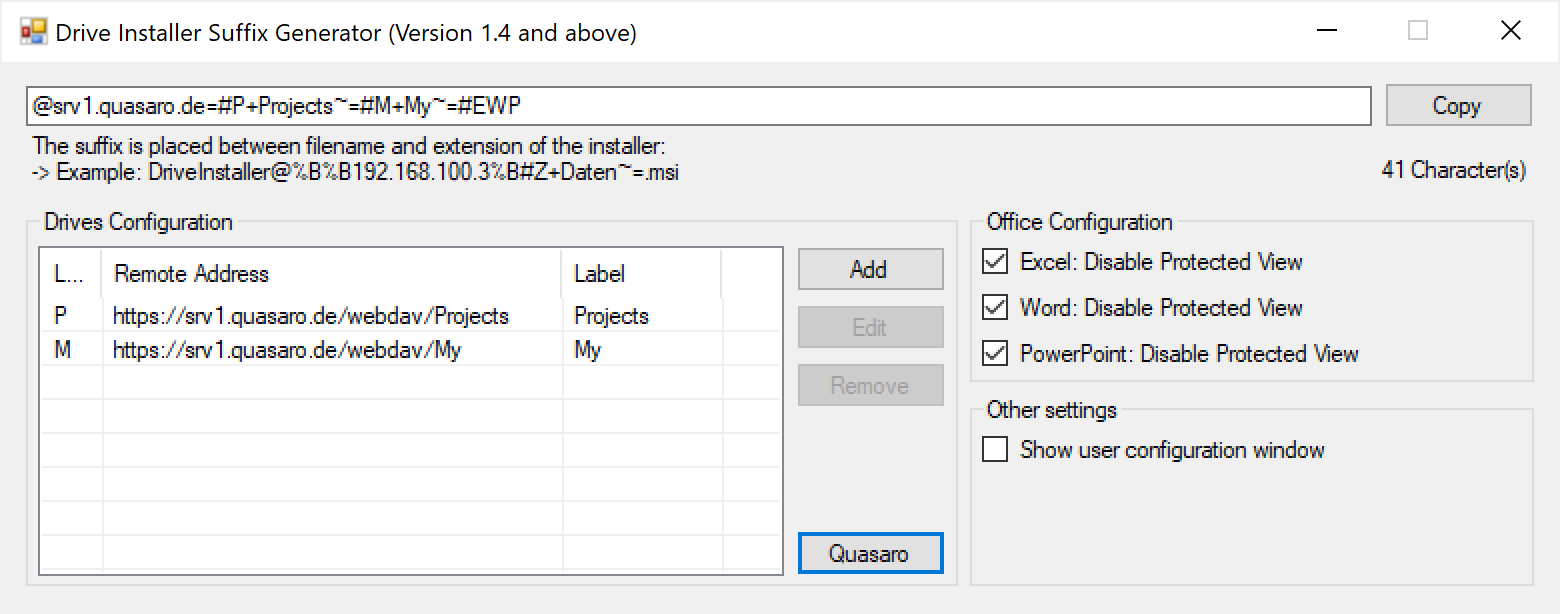 Drive Installer Suffix Generator (Version 1.4 and above)
@srv1.quasaro.de=#P+Projects~=#M+My~=#EWP
Copy
The suffix is placed between filename and extension of the installer:
-> Example: DriveInstaller@%B%B192.168.100.3%B#Z+Daten~=.msi
41 Character(s)
Drives Configuration
L... Remote Address Label
P https://srv1.quasaro.de/webdav/Projects Projects
M https://srv1.quasaro.de/webdav/My My
Add
Edit
Remove
Quasaro
Office Configuration
Excel: Disable Protected View
Word: Disable Protected View
PowerPoint: Disable Protected View
Other settings
Show user configuration window